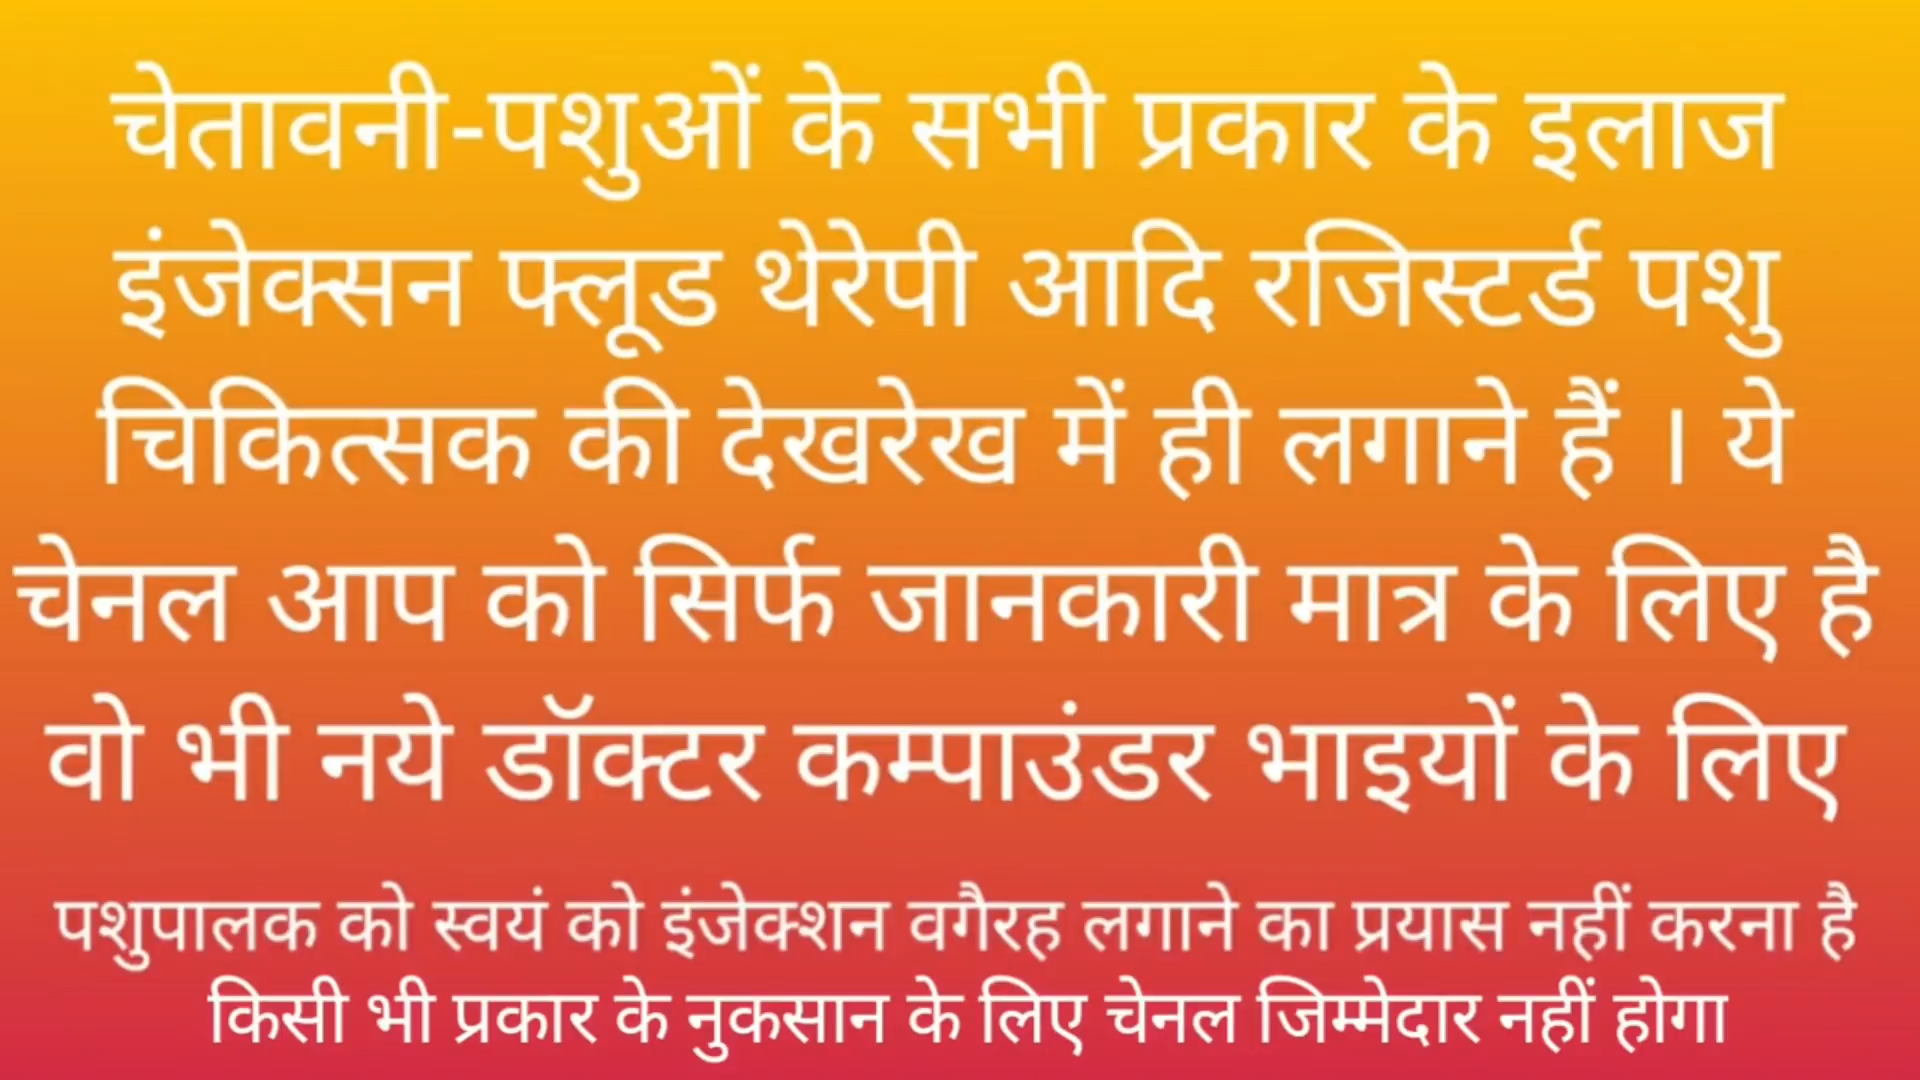 चेतावनी-पशुओं के सभी प्रकार के इलाज
इंजेक्सन फ्लूड थेरेपी आदि रजिस्टर्ड पशु
चिकित्सक की देखरेख में ही लगाने हैं । ये
चेनल आप को सिर्फ जानकारी मात्र के लिए है
वो भी नये डॉक्टर कम्पाउंडर भाइयों के लिए
पशुपालक को स्वयं को इंजेक्शन वगैरह लगाने का प्रयास नहीं करना है
किसी भी प्रकार के नुकसान के लिए चेनल जिम्मेदार नहीं होगा